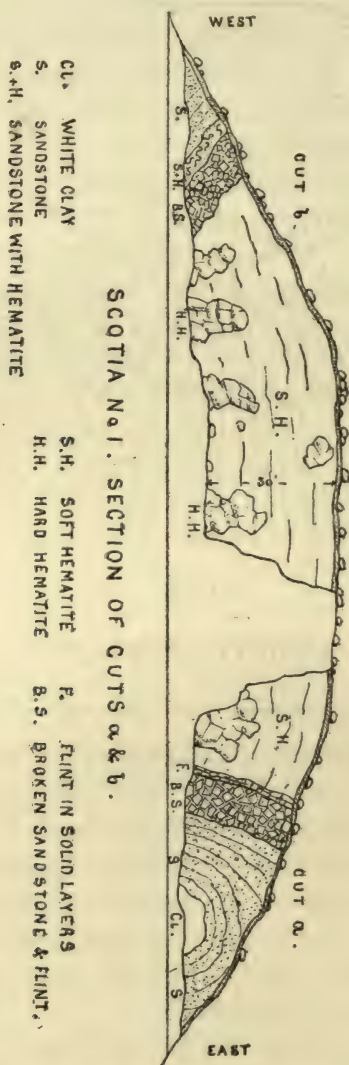 WEST
EAST
CUT b.
CUT a.
S.
S.+H.
B.S.
H.H.
S.H.
30'
H.H.
S.H.
F.
B.S.
S
CL.
S
SCOTIA No 1. SECTION OF CUTS a & b.
CL. WHITE CLAY
S. SANDSTONE
S.+H. SANDSTONE WITH HEMATITE
S.H. SOFT HEMATITE
H.H. HARD HEMATITE
F. FLINT IN SOLID LAYERS
B.S. BROKEN SANDSTONE & FLINT.